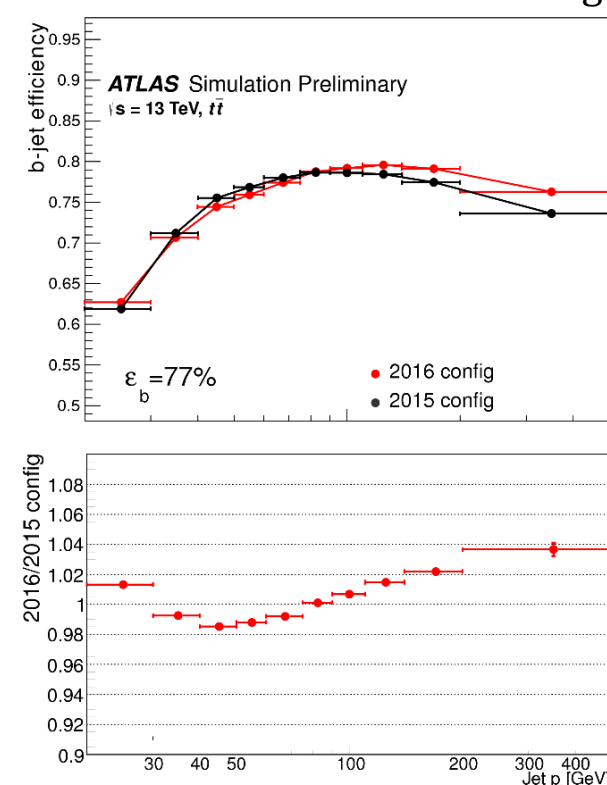 g
0.95
0.9
0.85
0.8
0.75
0.7
0.65
0.6
0.55
0.5
b-jet efficiency
ATLAS Simulation Preliminary
√s = 13 TeV, tt̄
ε_b=77%
2016 config
2015 config
2016/2015 config
1.08
1.06
1.04
1.02
1
0.98
0.96
0.94
0.92
0.9
30 40 50 100 200 300 400
Jet p [GeV]